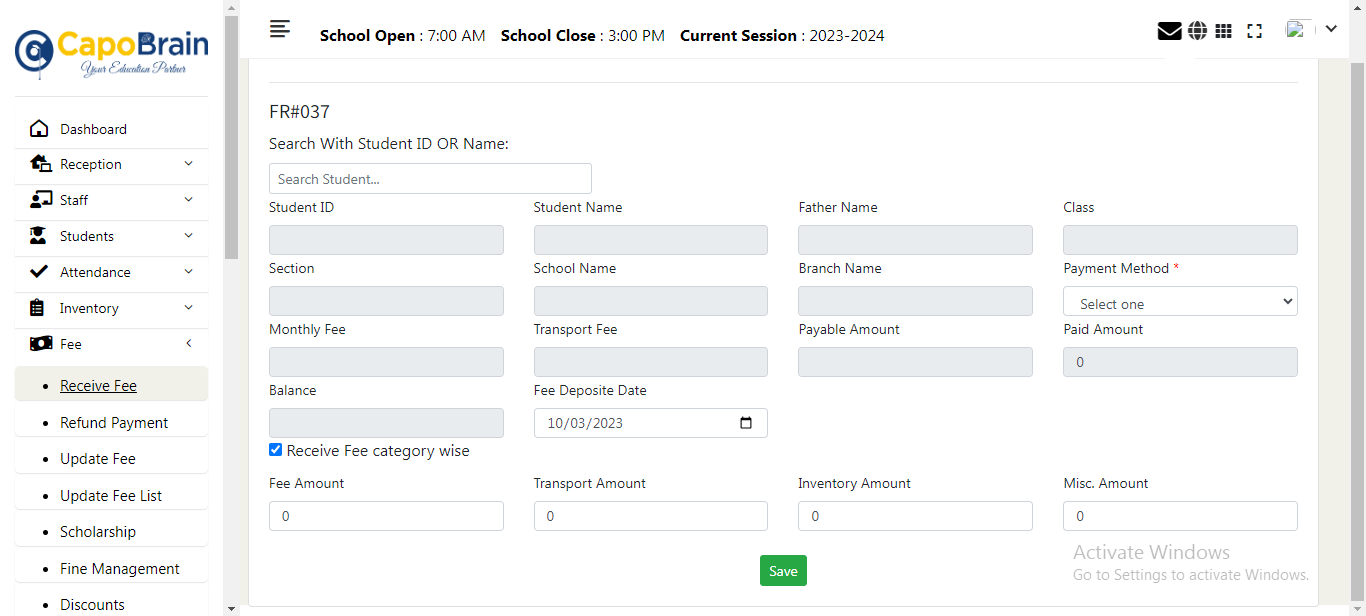 CapoBrain
Your Education Partner
School Open : 7:00 AM School Close : 3:00 PM Current Session : 2023-2024
Dashboard
Reception
Staff
Students
Attendance
Inventory
Fee
Receive Fee
Refund Payment
Update Fee
Update Fee List
Scholarship
Fine Management
Discounts
FR#037
Search With Student ID OR Name:
Search Student...
Student ID Student Name Father Name Class
Section School Name Branch Name Payment Method *
Select one
Monthly Fee Transport Fee Payable Amount Paid Amount
0
Balance Fee Deposite Date
10/03/2023
Receive Fee category wise
Fee Amount Transport Amount Inventory Amount Misc. Amount
0 0 0 0
Save
Activate Windows
Go to Settings to activate Windows.